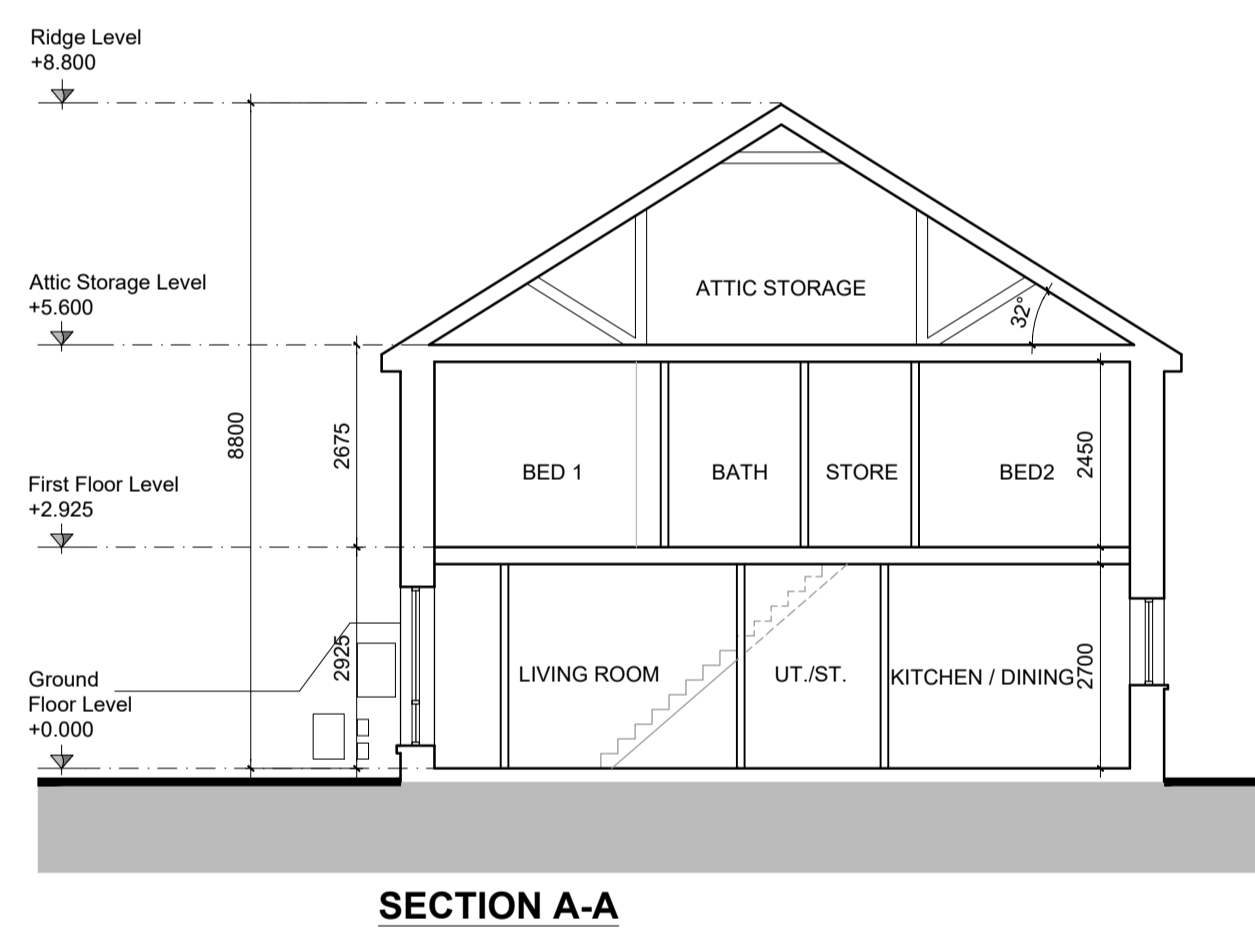 Ridge Level
+8.800
Attic Storage Level
+5.600
ATTIC STORAGE
32°
8800
2675
2450
First Floor Level
+2.925
BED 1
BATH
STORE
BED2
2925
2700
Ground
Floor Level
+0.000
LIVING ROOM
UT./ST.
KITCHEN / DINING
SECTION A-A